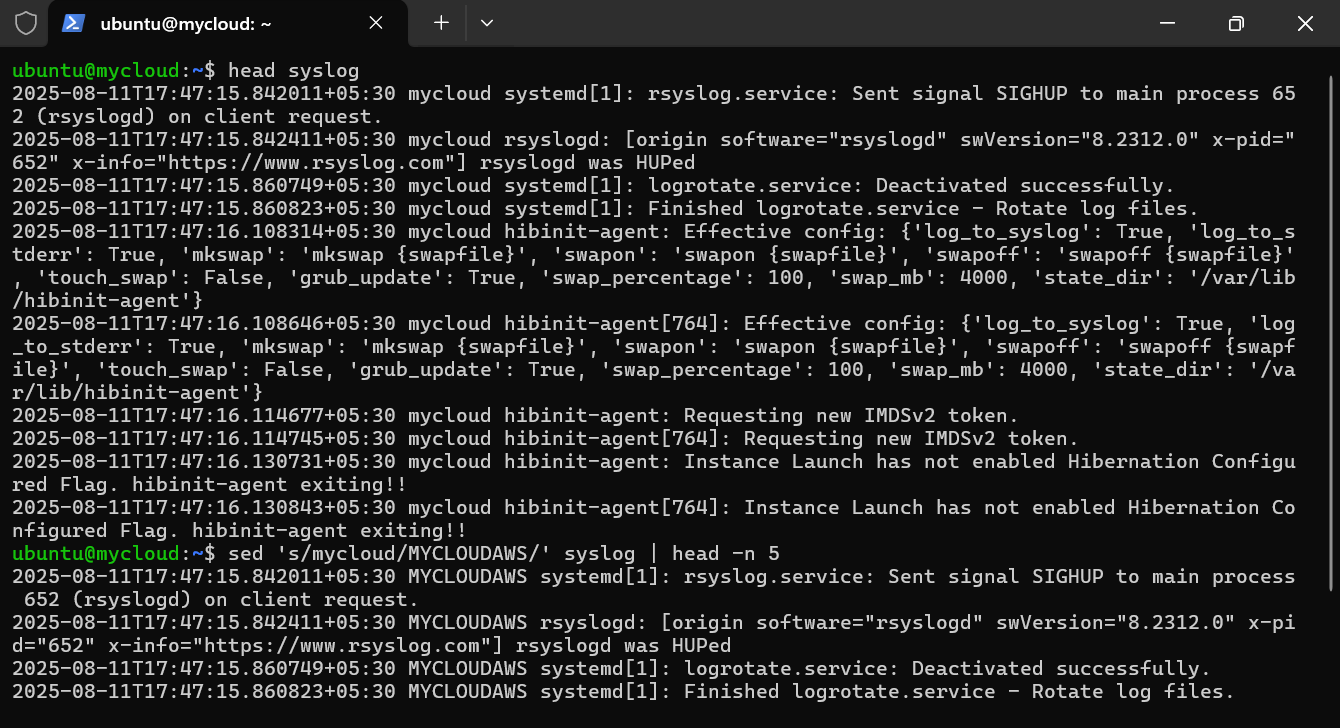 ubuntu@mycloud: ~
ubuntu@mycloud:~$ head syslog
2025-08-11T17:47:15.842011+05:30 mycloud systemd[1]: rsyslog.service: Sent signal SIGHUP to main process 65
2 (rsyslogd) on client request.
2025-08-11T17:47:15.842411+05:30 mycloud rsyslogd: [origin software="rsyslogd" swVersion="8.2312.0" x-pid="
652" x-info="https://www.rsyslog.com"] rsyslogd was HUPed
2025-08-11T17:47:15.860749+05:30 mycloud systemd[1]: logrotate.service: Deactivated successfully.
2025-08-11T17:47:15.860823+05:30 mycloud systemd[1]: Finished logrotate.service - Rotate log files.
2025-08-11T17:47:16.108314+05:30 mycloud hibinit-agent: Effective config: {'log_to_syslog': True, 'log_to_s
tderr': True, 'mkswap': 'mkswap {swapfile}', 'swapon': 'swapon {swapfile}', 'swapoff': 'swapoff {swapfile}'
, 'touch_swap': False, 'grub_update': True, 'swap_percentage': 100, 'swap_mb': 4000, 'state_dir': '/var/lib
/hibinit-agent'}
2025-08-11T17:47:16.108646+05:30 mycloud hibinit-agent[764]: Effective config: {'log_to_syslog': True, 'log
_to_stderr': True, 'mkswap': 'mkswap {swapfile}', 'swapon': 'swapon {swapfile}', 'swapoff': 'swapoff {swapf
ile}', 'touch_swap': False, 'grub_update': True, 'swap_percentage': 100, 'swap_mb': 4000, 'state_dir': '/va
r/lib/hibinit-agent'}
2025-08-11T17:47:16.114677+05:30 mycloud hibinit-agent: Requesting new IMDSv2 token.
2025-08-11T17:47:16.114745+05:30 mycloud hibinit-agent[764]: Requesting new IMDSv2 token.
2025-08-11T17:47:16.130731+05:30 mycloud hibinit-agent: Instance Launch has not enabled Hibernation Configu
red Flag. hibinit-agent exiting!!
2025-08-11T17:47:16.130843+05:30 mycloud hibinit-agent[764]: Instance Launch has not enabled Hibernation Co
nfigured Flag. hibinit-agent exiting!!
ubuntu@mycloud:~$ sed 's/mycloud/MYCLOUDAWS/' syslog | head -n 5
2025-08-11T17:47:15.842011+05:30 MYCLOUDAWS systemd[1]: rsyslog.service: Sent signal SIGHUP to main process
 652 (rsyslogd) on client request.
2025-08-11T17:47:15.842411+05:30 MYCLOUDAWS rsyslogd: [origin software="rsyslogd" swVersion="8.2312.0" x-pi
d="652" x-info="https://www.rsyslog.com"] rsyslogd was HUPed
2025-08-11T17:47:15.860749+05:30 MYCLOUDAWS systemd[1]: logrotate.service: Deactivated successfully.
2025-08-11T17:47:15.860823+05:30 MYCLOUDAWS systemd[1]: Finished logrotate.service - Rotate log files.